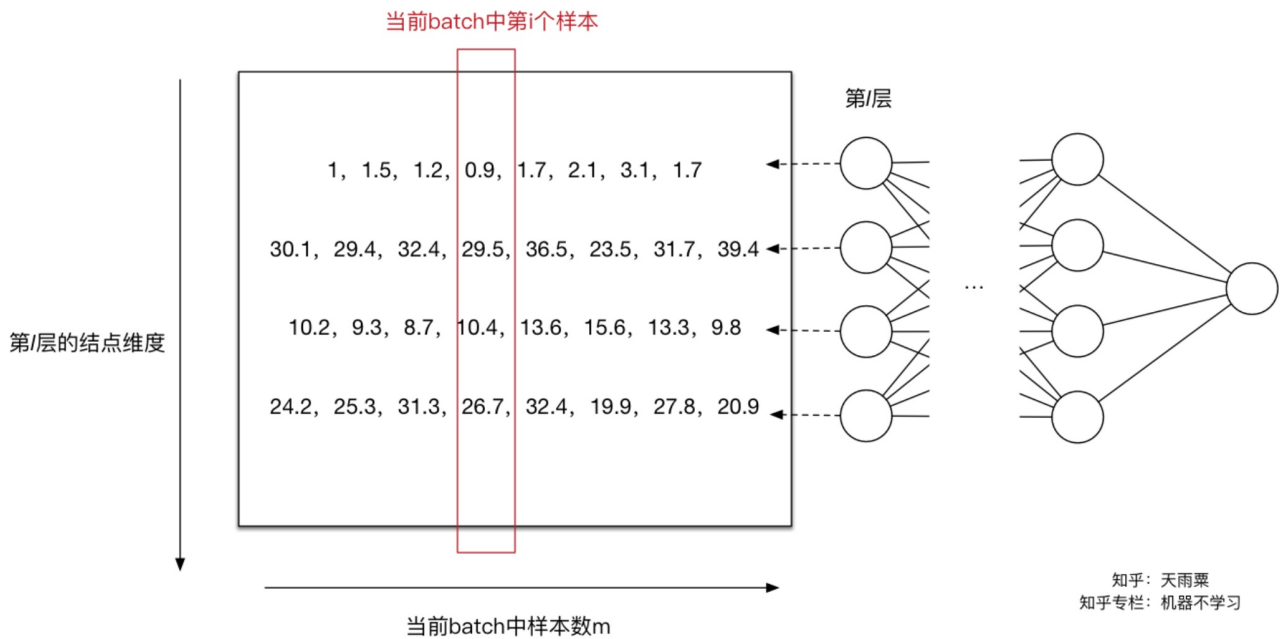 当前batch中第i个样本
第l层
1, 1.5, 1.2, 0.9, 1.7, 2.1, 3.1, 1.7
30.1, 29.4, 32.4, 29.5, 36.5, 23.5, 31.7, 39.4
10.2, 9.3, 8.7, 10.4, 13.6, 15.6, 13.3, 9.8
...
第l层的结点维度
24.2, 25.3, 31.3, 26.7, 32.4, 19.9, 27.8, 20.9
当前batch中样本数m
知乎：天雨粟
知乎专栏：机器不学习